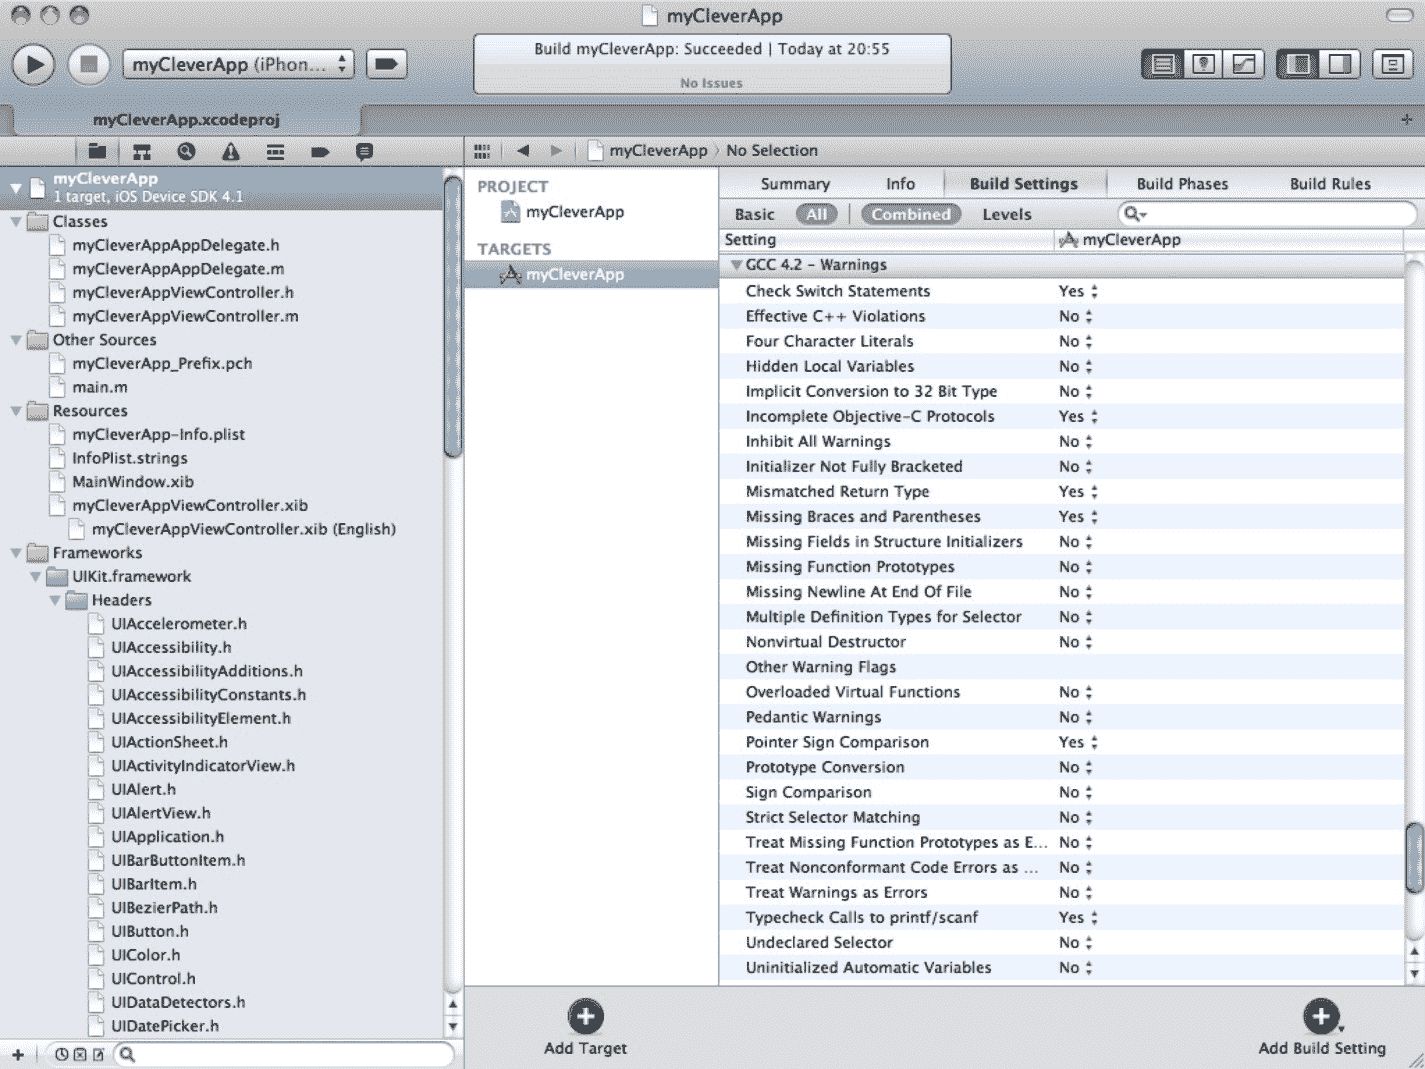 myCleverApp
myCleverApp (iPhon...
Build myCleverApp: Succeeded | Today at 20:55
No Issues
myCleverApp.xcodeproj
myCleverApp
1 target, iOS Device SDK 4.1
Classes
myCleverAppAppDelegate.h
myCleverAppAppDelegate.m
myCleverAppViewController.h
myCleverAppViewController.m
Other Sources
myCleverApp_Prefix.pch
main.m
Resources
myCleverApp-Info.plist
InfoPlist.strings
MainWindow.xib
myCleverAppViewController.xib
myCleverAppViewController.xib (English)
Frameworks
UIKit.framework
Headers
UIAccelerometer.h
UIAccessibility.h
UIAccessibilityAdditions.h
UIAccessibilityConstants.h
UIAccessibilityElement.h
UIActionSheet.h
UIActivityIndicatorView.h
UIAlert.h
UIAlertView.h
UIApplication.h
UIBarButtonItem.h
UIBarItem.h
UIBezierPath.h
UIButton.h
UIColor.h
UIControl.h
UIDataDetectors.h
UIDatePicker.h
myCleverApp No Selection
PROJECT
myCleverApp
TARGETS
myCleverApp
Summary Info Build Settings Build Phases Build Rules
Basic All Combined Levels
Setting myCleverApp
GCC 4.2 - Warnings
Check Switch Statements Yes
Effective C++ Violations No
Four Character Literals No
Hidden Local Variables No
Implicit Conversion to 32 Bit Type No
Incomplete Objective-C Protocols Yes
Inhibit All Warnings No
Initializer Not Fully Bracketed No
Mismatched Return Type Yes
Missing Braces and Parentheses Yes
Missing Fields in Structure Initializers No
Missing Function Prototypes No
Missing Newline At End Of File No
Multiple Definition Types for Selector No
Nonvirtual Destructor No
Other Warning Flags
Overloaded Virtual Functions No
Pedantic Warnings No
Pointer Sign Comparison Yes
Prototype Conversion No
Sign Comparison No
Strict Selector Matching No
Treat Missing Function Prototypes as E... No
Treat Nonconformant Code Errors as ... No
Treat Warnings as Errors No
Typecheck Calls to printf/scanf Yes
Undeclared Selector No
Uninitialized Automatic Variables No
Add Target
Add Build Setting